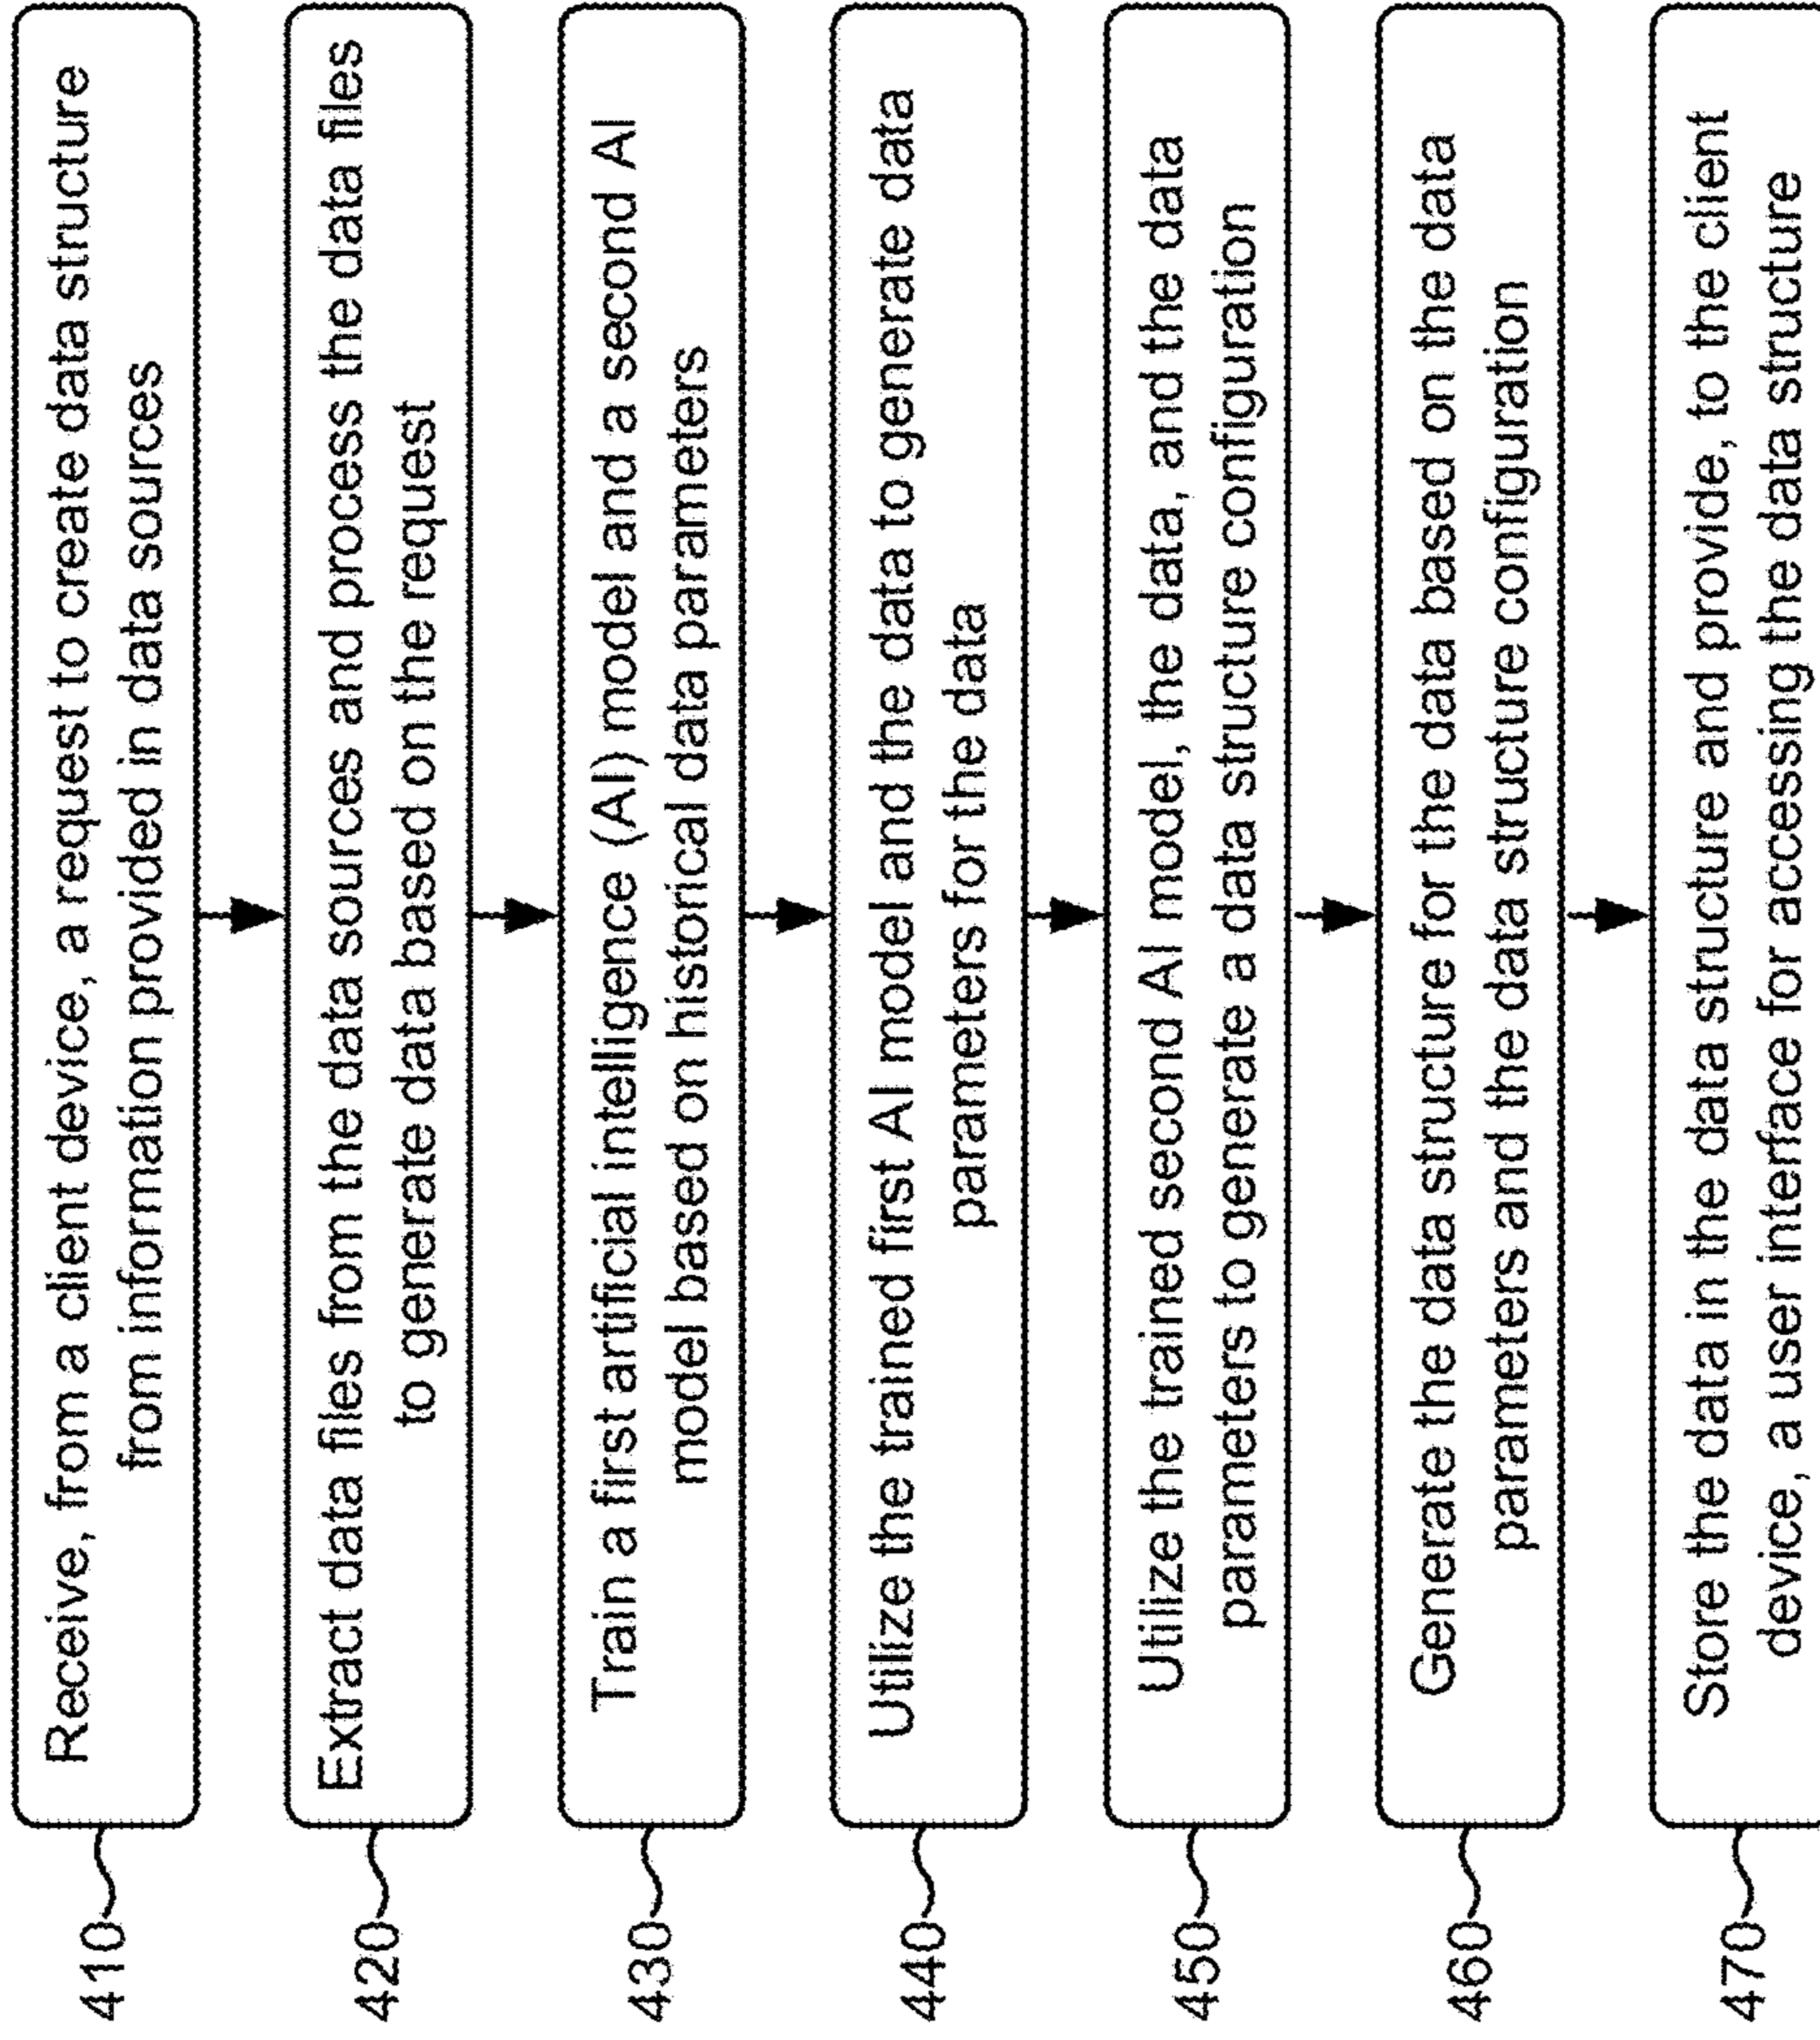 410
Receive, from a client device, a request to create data structure
from information provided in data sources
420
Extract data files from the data sources and process the data files
to generate data based on the request
430
Train a first artificial intelligence (AI) model and a second AI
model based on historical data parameters
440
Utilize the trained first AI model and the data to generate data
parameters for the data
450
Utilize the trained second AI model, the data, and the data
parameters to generate a data structure configuration
460
Generate the data structure for the data based on the data
parameters and the data structure configuration
470
Store the data in the data structure and provide, to the client
device, a user interface for accessing the data structure